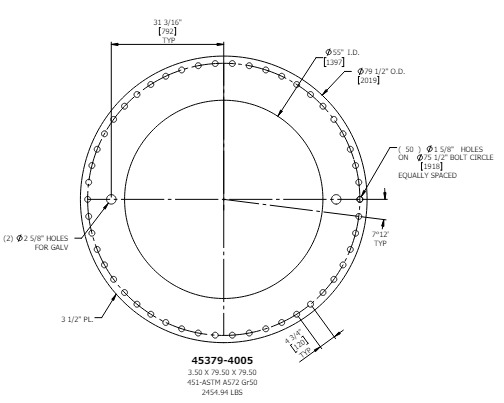 31 3/16"
[792]
TYP
Ø55" I.D.
[1397]
Ø79 1/2" O.D.
[2019]
( 50 ) Ø1 5/8" HOLES
ON Ø75 1/2" BOLT CIRCLE
[1918]
EQUALLY SPACED
7°12'
TYP
(2) Ø2 5/8" HOLES
FOR GALV
3 1/2" PL.
4 3/4"
[120]
TYP
45379-4005
3.50 X 79.50 X 79.50
451-ASTM A572 Gr50
2454.94 LBS